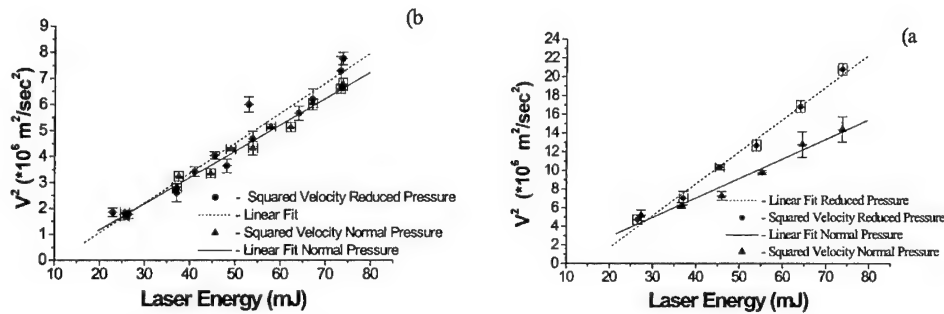 (b)
9
8
7
6
5
4
3
2
1
0
V² (*10⁶ m²/sec²)
- Squared Velocity Reduced Pressure
- Linear Fit
- Squared Velocity Normal Pressure
- Linear Fit Normal Pressure
10 20 30 40 50 60 70 80
Laser Energy (mJ)
(a
24
22
20
18
16
14
12
10
8
6
4
2
0
V² (*10⁶ m²/sec²)
- Linear Fit Reduced Pressure
- Squared Velocity Reduced Pressure
- Linear Fit Normal Pressure
- Squared Velocity Normal Pressure
10 20 30 40 50 60 70 80
Laser Energy (mJ)